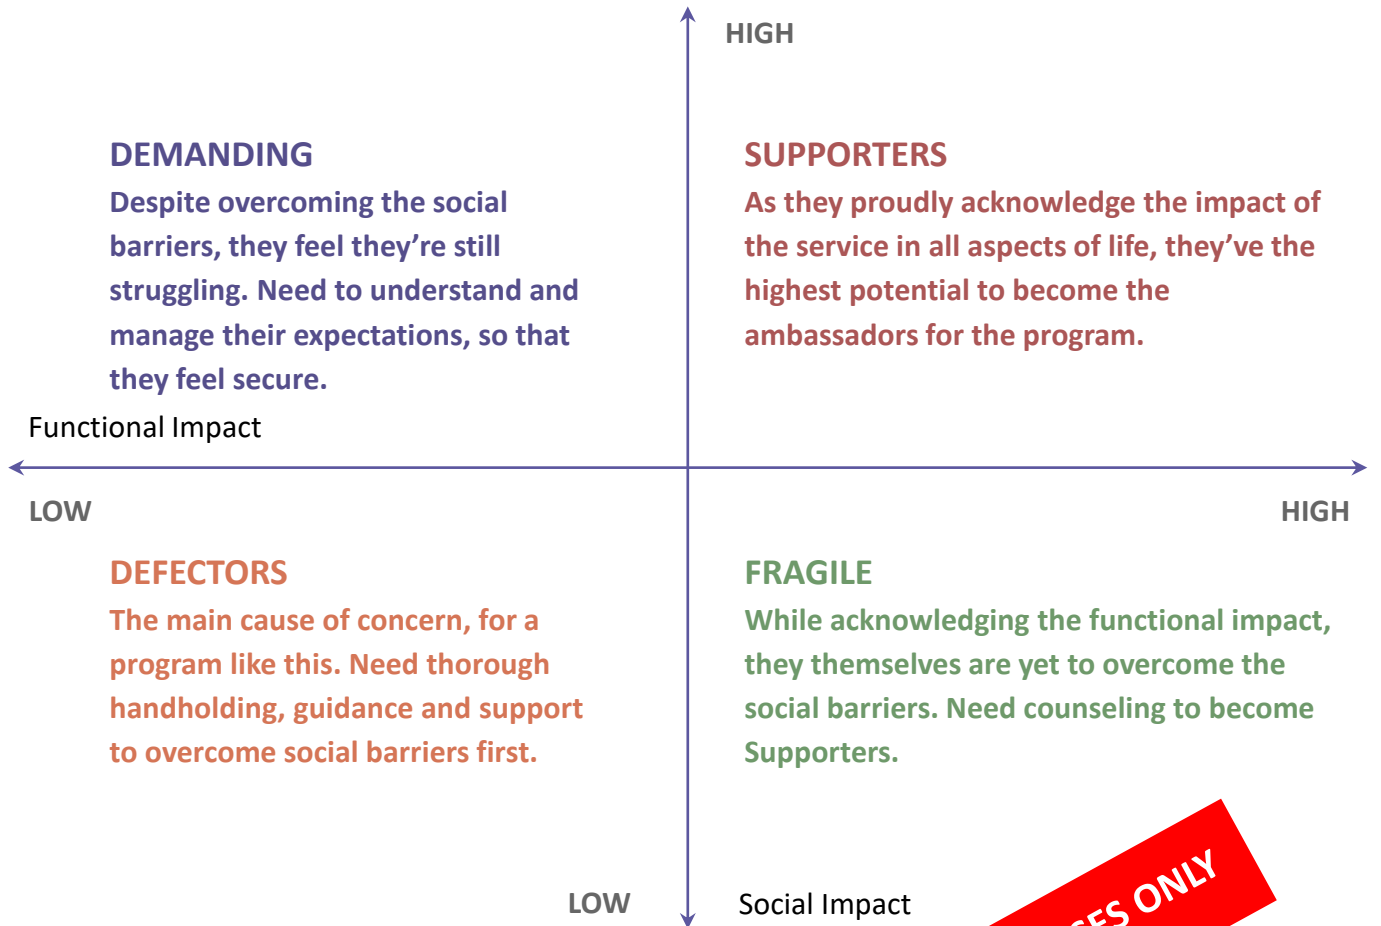 HIGH
DEMANDING
Despite overcoming the social
barriers, they feel they’re still
struggling. Need to understand and
manage their expectations, so that
they feel secure.
SUPPORTERS
As they proudly acknowledge the impact of
the service in all aspects of life, they’ve the
highest potential to become the
ambassadors for the program.
Functional Impact
LOW
HIGH
DEFECTORS
The main cause of concern, for a
program like this. Need thorough
handholding, guidance and support
to overcome social barriers first.
FRAGILE
While acknowledging the functional impact,
they themselves are yet to overcome the
social barriers. Need counseling to become
Supporters.
LOW
Social Impact
ONLY